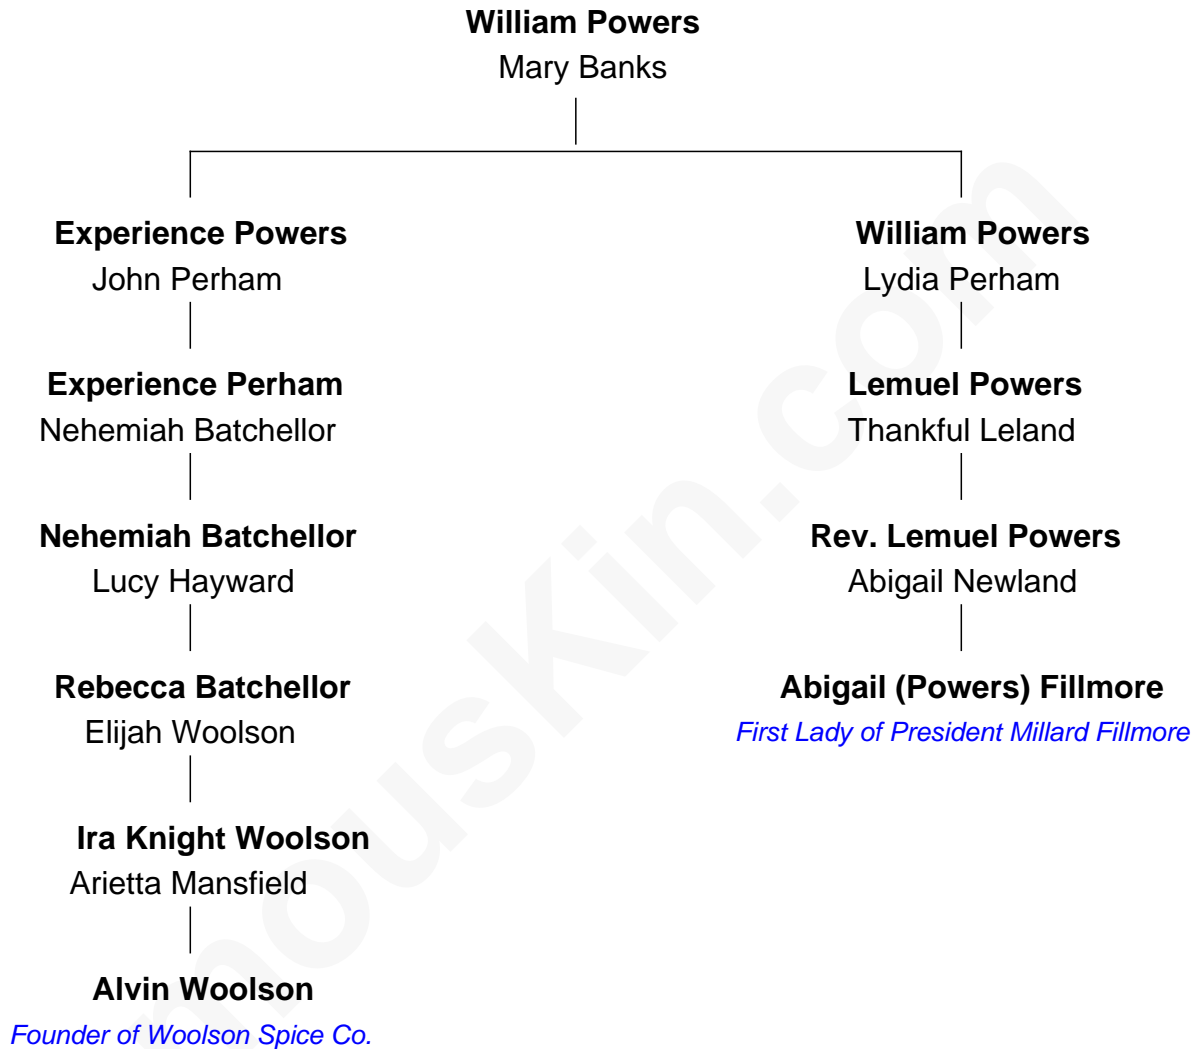 William Powers
Mary Banks
Experience Powers
John Perham
William Powers
Lydia Perham
Experience Perham
Nehemiah Batchellor
Lemuel Powers
Thankful Leland
Nehemiah Batchellor
Lucy Hayward
Rev. Lemuel Powers
Abigail Newland
Rebecca Batchellor
Elijah Woolson
Abigail (Powers) Fillmore
First Lady of President Millard Fillmore
Ira Knight Woolson
Arietta Mansfield
Alvin Woolson
Founder of Woolson Spice Co.
mousKin.com